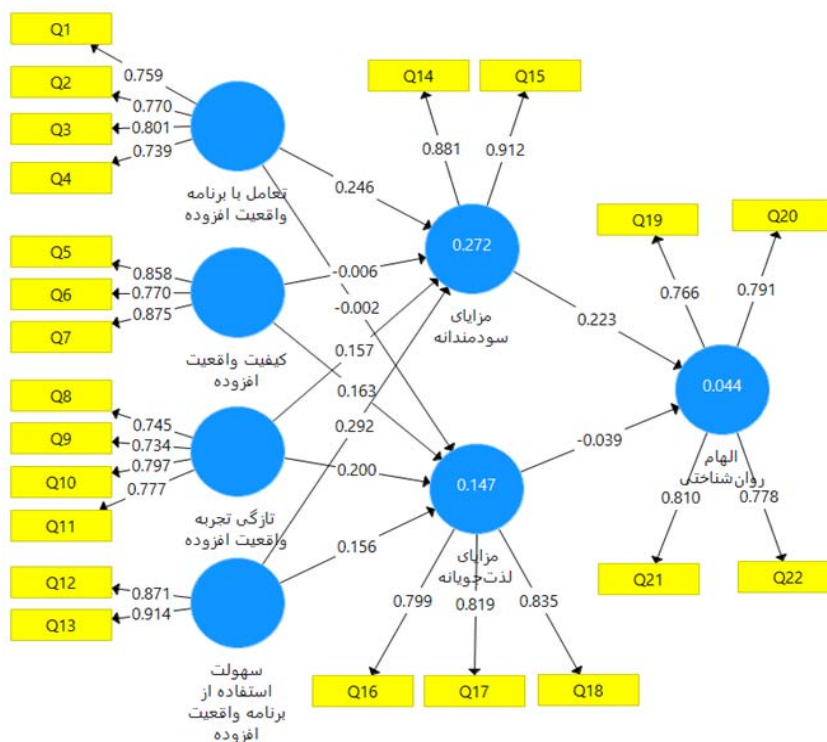 Q1
Q2
Q3
Q4
0.759
0.770
0.801
0.739
تعامل با برنامه
واقعیت افزوده
Q5
Q6
Q7
0.858
0.770
0.875
کیفیت واقعیت
افزوده
Q8
Q9
Q10
Q11
0.745
0.734
0.797
0.777
تازگی تجربه
واقعیت افزوده
Q12
Q13
0.871
0.914
سهولت
استفاده از
برنامه واقعیت
افزوده
0.246
-0.006
-0.002
0.157
0.163
0.292
0.200
0.156
Q14
Q15
0.881
0.912
0.272
مزایای
سودمندانه
0.147
مزایای
لذت‌جویانه
0.799
0.819
0.835
Q16
Q17
Q18
0.223
-0.039
Q19
Q20
0.766
0.791
0.044
الهام
روان‌شناختی
0.810
0.778
Q21
Q22